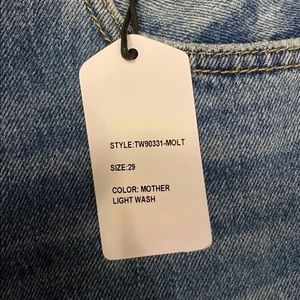 STYLE:TW90331-MOLT
SIZE:29
COLOR: MOTHER
LIGHT WASH